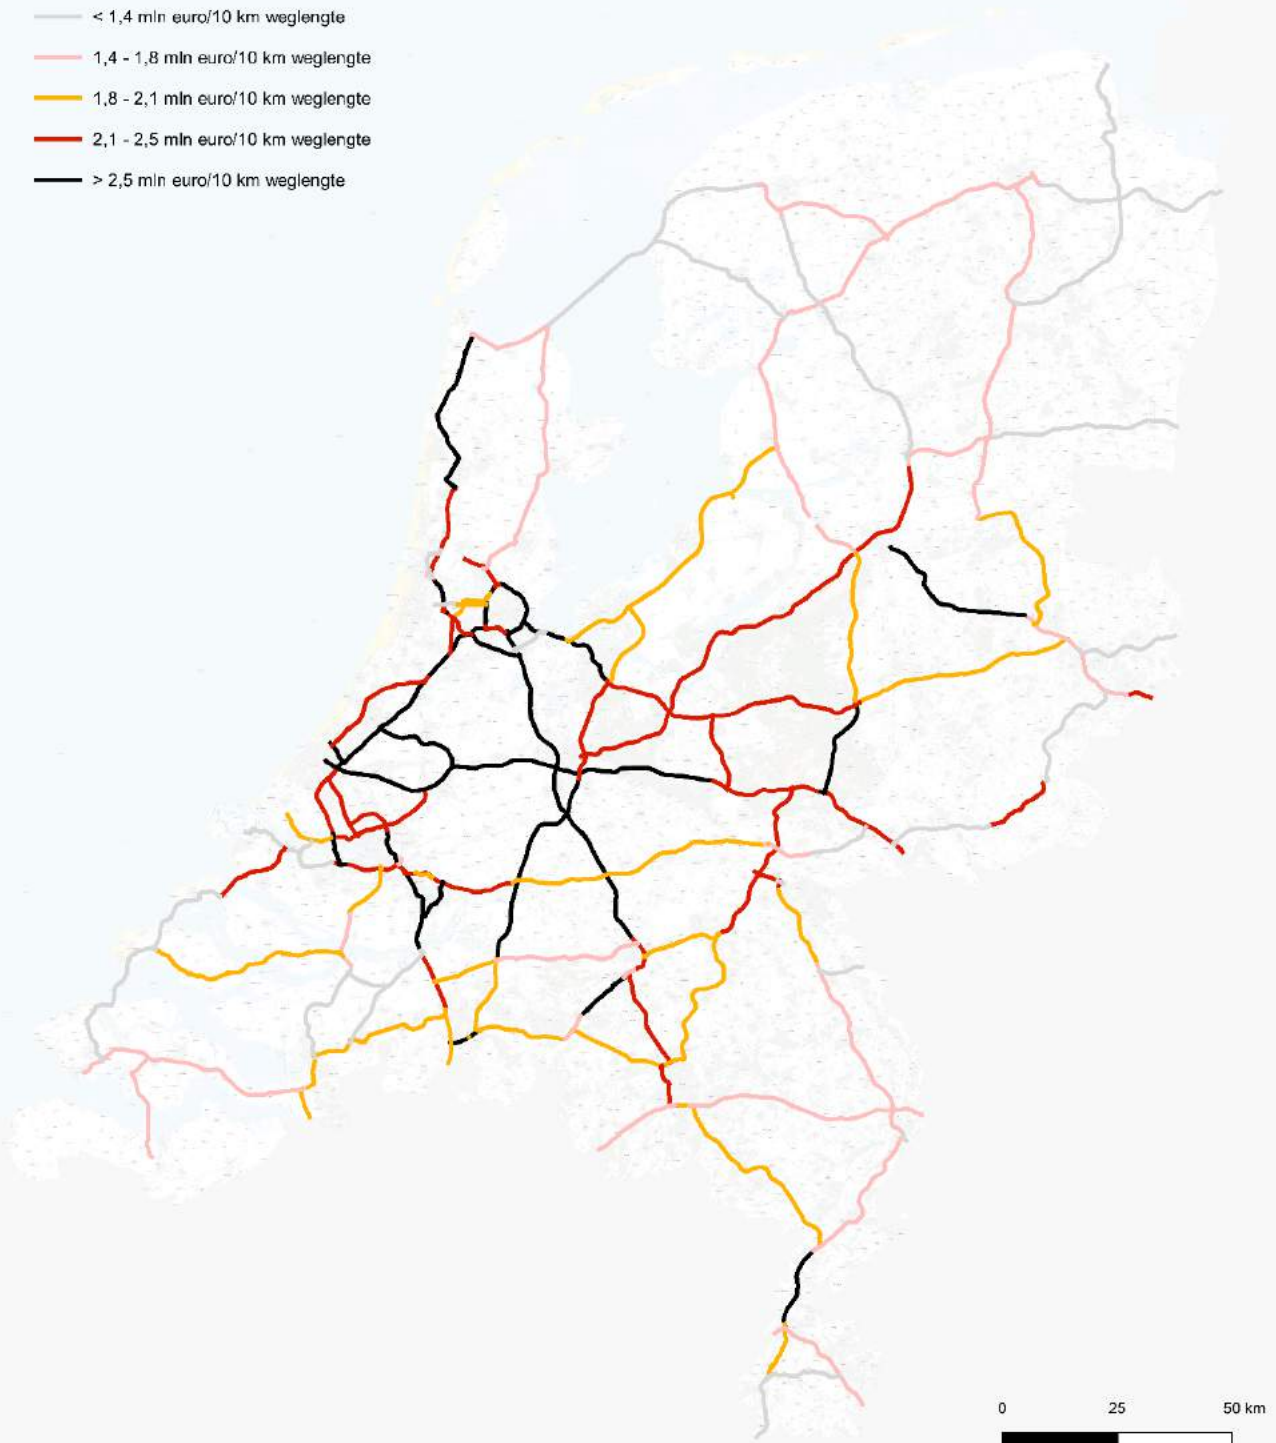 < 1,4 mln euro/10 km weglengte
1,4 - 1,8 mln euro/10 km weglengte
1,8 - 2,1 mln euro/10 km weglengte
2,1 - 2,5 mln euro/10 km weglengte
> 2,5 mln euro/10 km weglengte
0 25 50 km